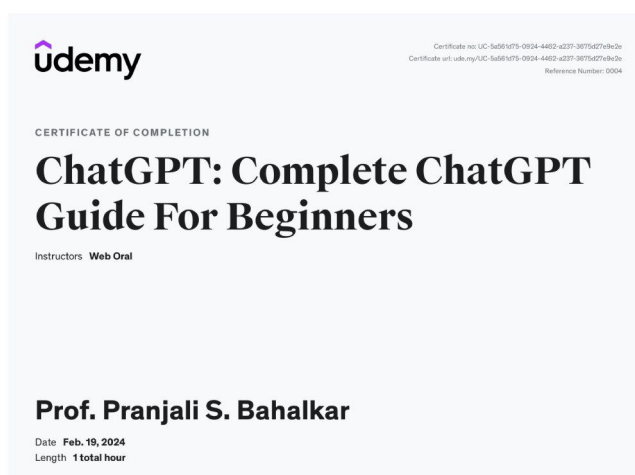 ûdemy
Certificate no: UC-5a561d75-0924-4462-a237-3675d27e9e2e
Certificate url: ude.my/UC-5a561d75-0924-4462-a237-3675d27e9e2e
Reference Number: 0004
CERTIFICATE OF COMPLETION
ChatGPT: Complete ChatGPT
Guide For Beginners
Instructors Web Oral
Prof. Pranjali S. Bahalkar
Date Feb. 19, 2024
Length 1 total hour